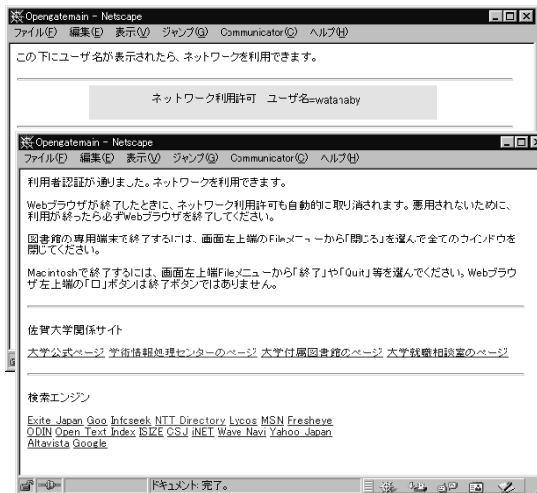 Opengatemain - Netscape
ファイル(F) 編集(E) 表示(V) ジャンプ(G) Communicator(C) ヘルプ(H)
この下にユーザ名が表示されたら、ネットワークを利用できます。
ネットワーク利用許可 ユーザ名=watanaby
Opengatemain - Netscape
ファイル(F) 編集(E) 表示(V) ジャンプ(G) Communicator(C) ヘルプ(H)
利用者認証が通りました。ネットワークを利用できます。
Webブラウザが終了したときに、ネットワーク利用許可も自動的に取り消されます。悪用されないために、
利用が終ったら必ずWebブラウザを終了してください。
図書館の専用端末で終了するには、画面左上端のFileメニューから「閉じる」を選んで全てのウインドウを
閉じてください。
Macintoshで終了するには、画面左上端Fileメニューから「終了」や「Quit」等を選んでください。Webブラウ
ザ左上端の「口」ボタンは終了ボタンではありません。
佐賀大学関係サイト
大学公式ページ 学術情報処理センターのページ 大学付属図書館のページ 大学就職相談室のページ
検索エンジン
Exite Japan Goo Infoseek NTT Directory Lycos MSN Fresheye
ODIN Open Text Index ISIZE CSJ iNET Wave Navi Yahoo Japan
Altavista Google
ドキュメント: 完了。